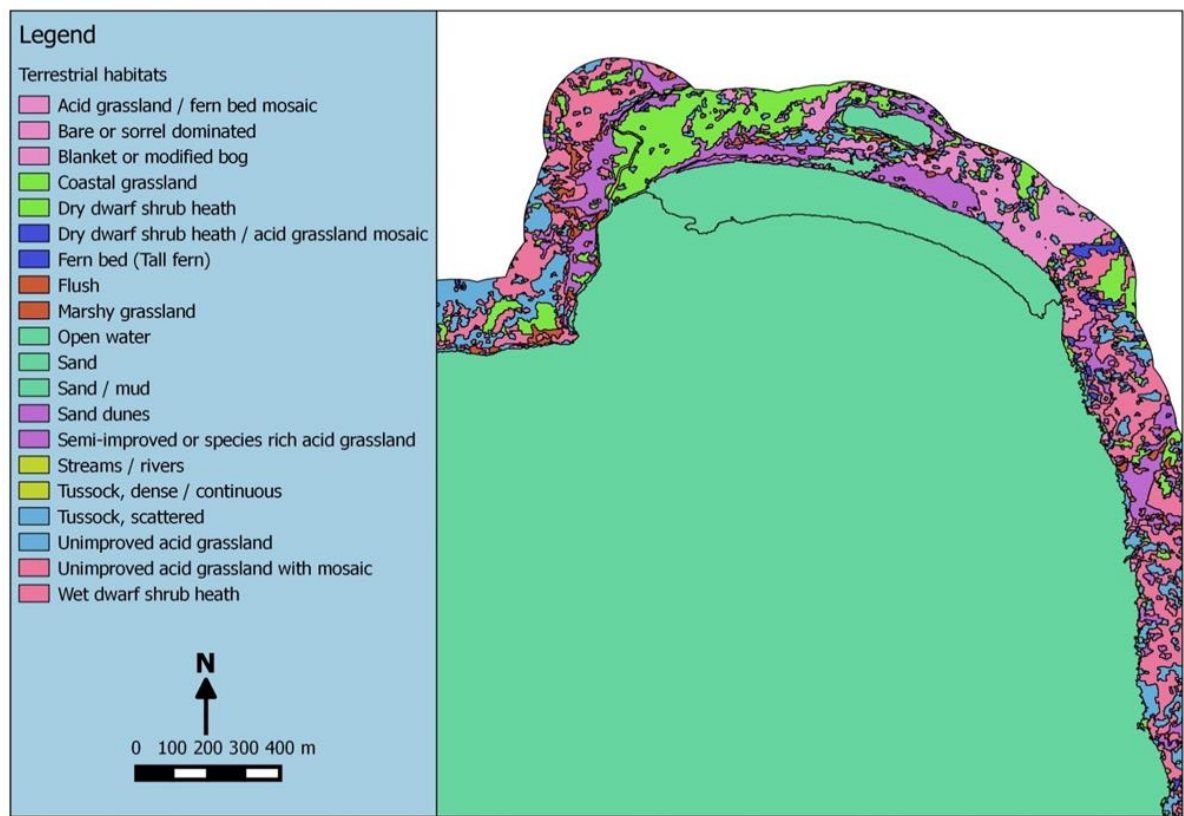 Legend
Terrestrial habitats
Acid grassland / fern bed mosaic
Bare or sorrel dominated
Blanket or modified bog
Coastal grassland
Dry dwarf shrub heath
Dry dwarf shrub heath / acid grassland mosaic
Fern bed (Tall fern)
Flush
Marshy grassland
Open water
Sand
Sand / mud
Sand dunes
Semi-improved or species rich acid grassland
Streams / rivers
Tussock, dense / continuous
Tussock, scattered
Unimproved acid grassland
Unimproved acid grassland with mosaic
Wet dwarf shrub heath
N
0 100 200 300 400 m